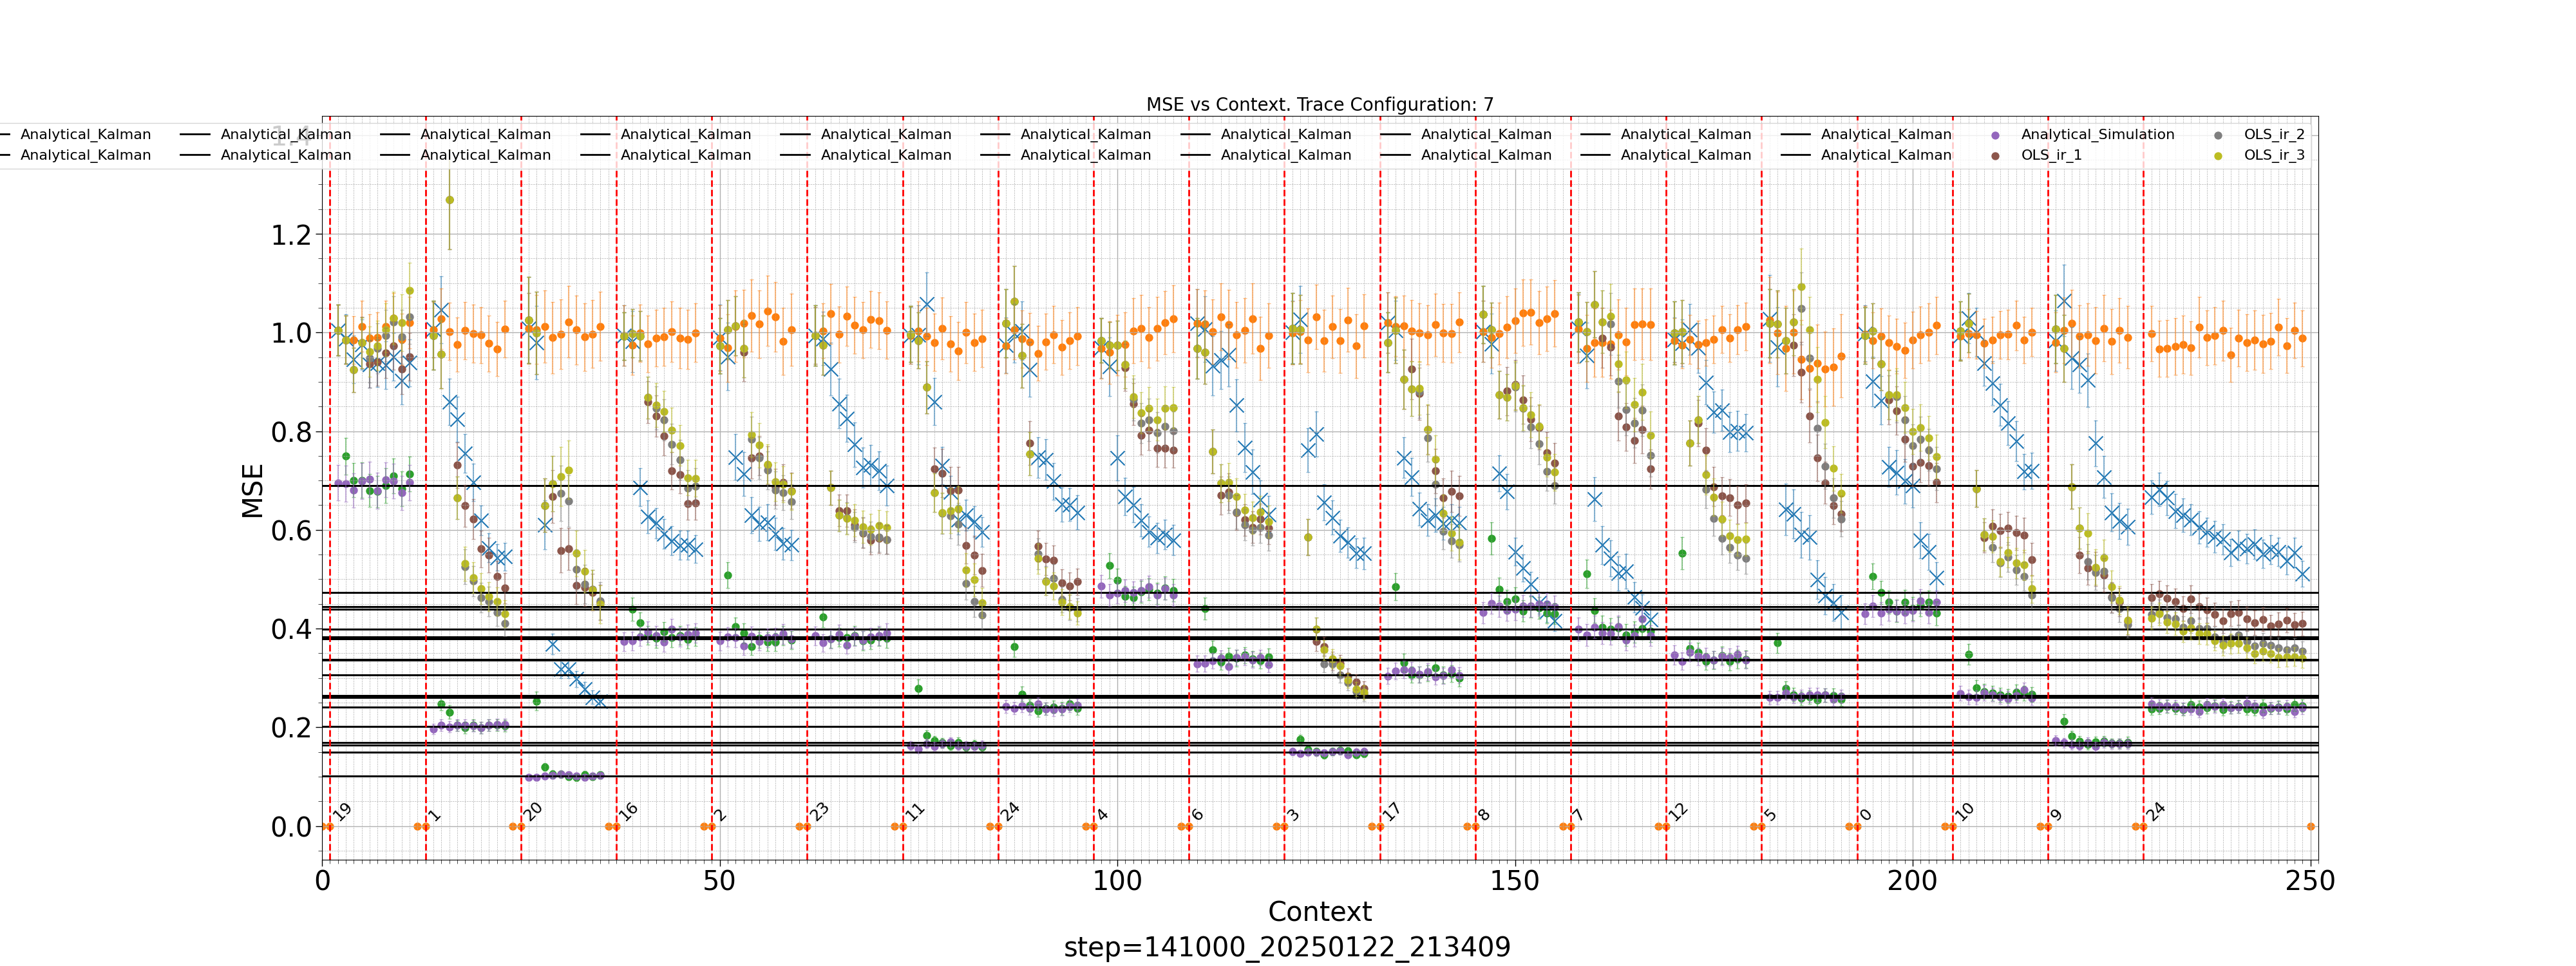 MSE vs Context. Trace Configuration: 7
Analytical_Kalman Analytical_Kalman Analytical_Kalman Analytical_Kalman Analytical_Kalman Analytical_Kalman Analytical_Kalman Analytical_Kalman Analytical_Kalman Analytical_Kalman Analytical_Simulation OLS_ir_2
Analytical_Kalman Analytical_Kalman Analytical_Kalman Analytical_Kalman Analytical_Kalman Analytical_Kalman Analytical_Kalman Analytical_Kalman Analytical_Kalman Analytical_Kalman OLS_ir_1 OLS_ir_3
1.4
1.2
1.0
0.8
0.6
0.4
0.2
0.0
MSE
19 1 20 16 2 23 11 24 4 6 3 17 8 7 12 5 0 10 9 24
0 50 100 150 200 250
Context
step=141000_20250122_213409